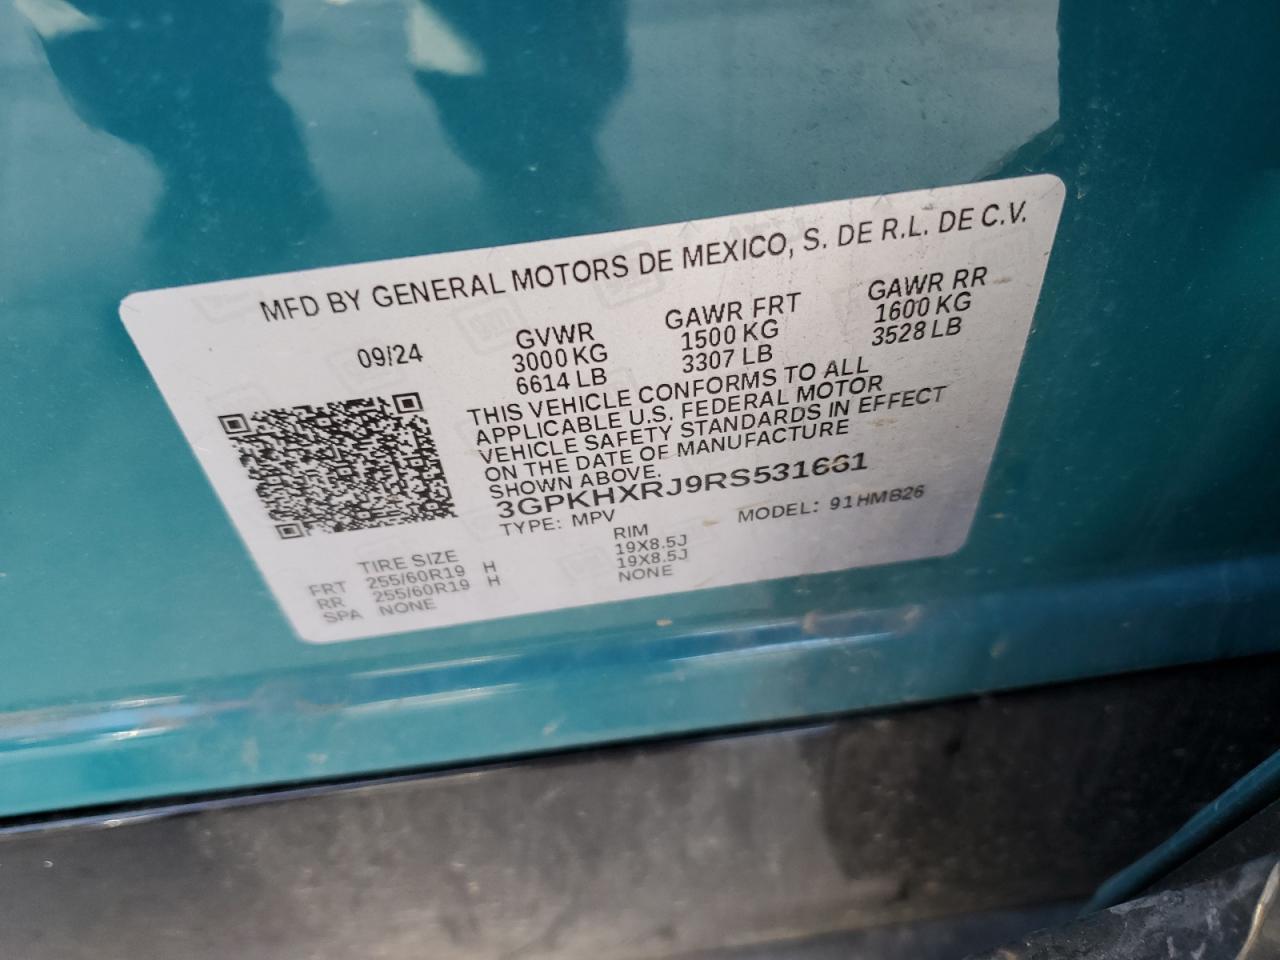 MFD BY GENERAL MOTORS DE MEXICO, S. DE R.L. DE C.V.
09/24 GVWR GAWR FRT GAWR RR
3000 KG 1500 KG 1600 KG
6614 LB 3307 LB 3528 LB
THIS VEHICLE CONFORMS TO ALL
APPLICABLE U.S. FEDERAL MOTOR
VEHICLE SAFETY STANDARDS IN EFFECT
ON THE DATE OF MANUFACTURE
SHOWN ABOVE.
3GPKHXRJ9RS531661
TYPE: MPV MODEL: 91HMB26
TIRE SIZE RIM
FRT 255/60R19 H 19X8.5J
RR 255/60R19 H 19X8.5J
SPA NONE NONE